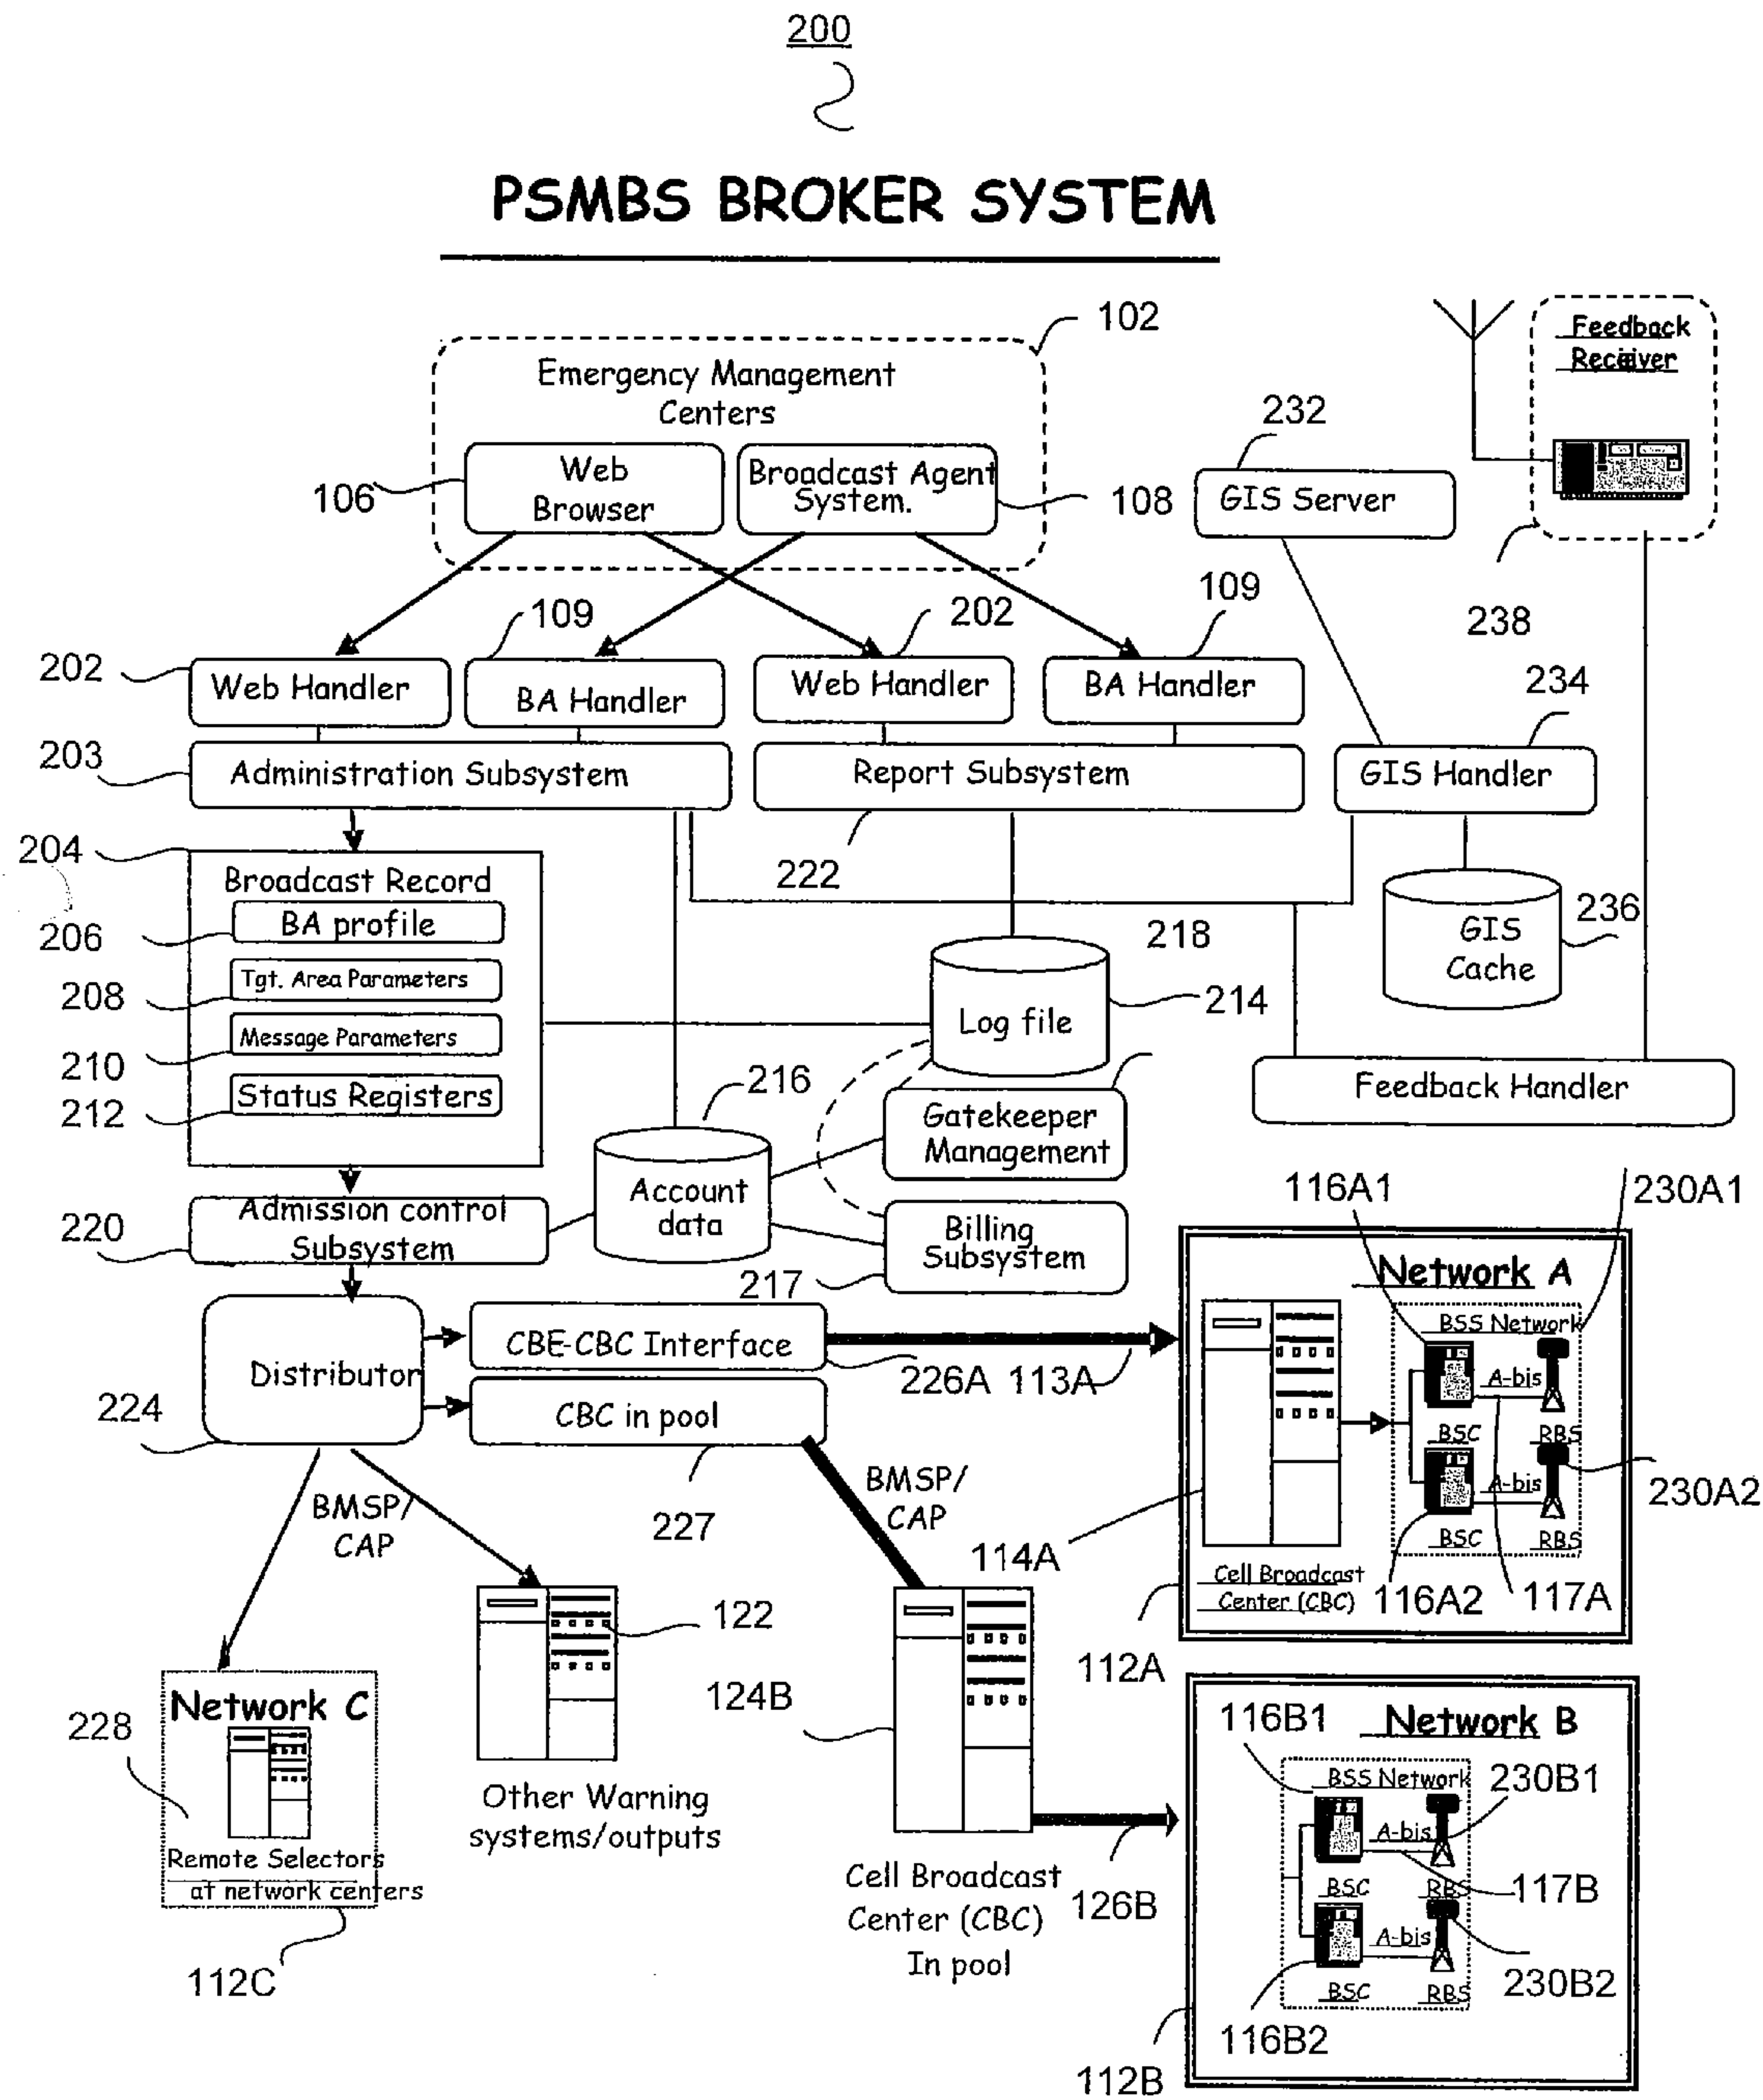 200
PSMBS BROKER SYSTEM
102
Emergency Management
Centers
Web
Browser
106
Broadcast Agent
System.
108
232
GIS Server
Feedback
Receiver
238
202
109
202
109
Web Handler
BA Handler
Web Handler
BA Handler
234
203
Administration Subsystem
Report Subsystem
GIS Handler
204
222
Broadcast Record
BA profile
206
Tgt. Area Parameters
208
Message Parameters
210
Status Registers
212
218
Log file
214
GIS
Cache
236
Feedback Handler
216
Gatekeeper
Management
Account
data
220
Admission control
Subsystem
Billing
Subsystem
217
116A1
230A1
Network A
BSS Network
A-bis
BSC
RBS
A-bis
BSC
RBS
230A2
Cell Broadcast
Center (CBC)
116A2
117A
114A
112A
Distributor
224
CBE-CBC Interface
226A
113A
CBC in pool
227
BMSP/
CAP
BMSP/
CAP
122
124B
Network C
228
Remote Selectors
at network centers
112C
Other Warning
systems/outputs
Cell Broadcast
Center (CBC)
In pool
126B
116B1
Network B
BSS Network
230B1
A-bis
BSC
RBS
117B
A-bis
BSC
RBS
230B2
116B2
112B